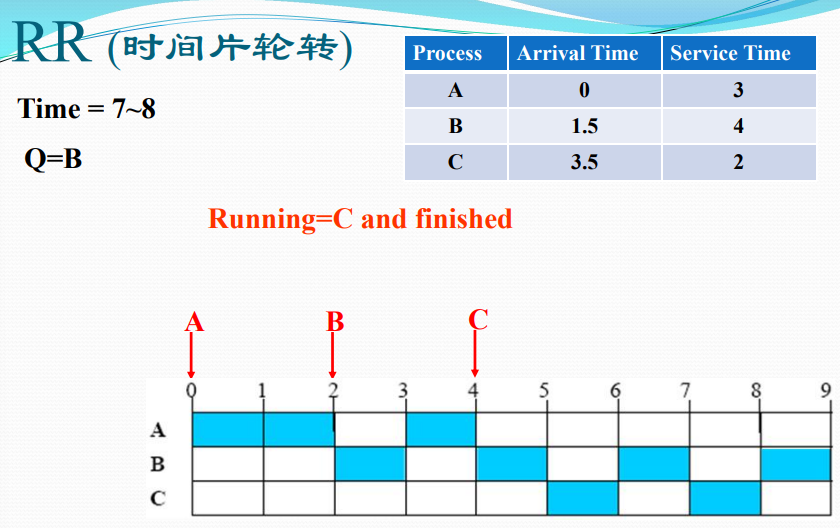 RR (时间片轮转)
Process Arrival Time Service Time
A 0 3
B 1.5 4
C 3.5 2
Time = 7~8
Q=B
Running=C and finished
A B C
0 1 2 3 4 5 6 7 8 9
A
B
C